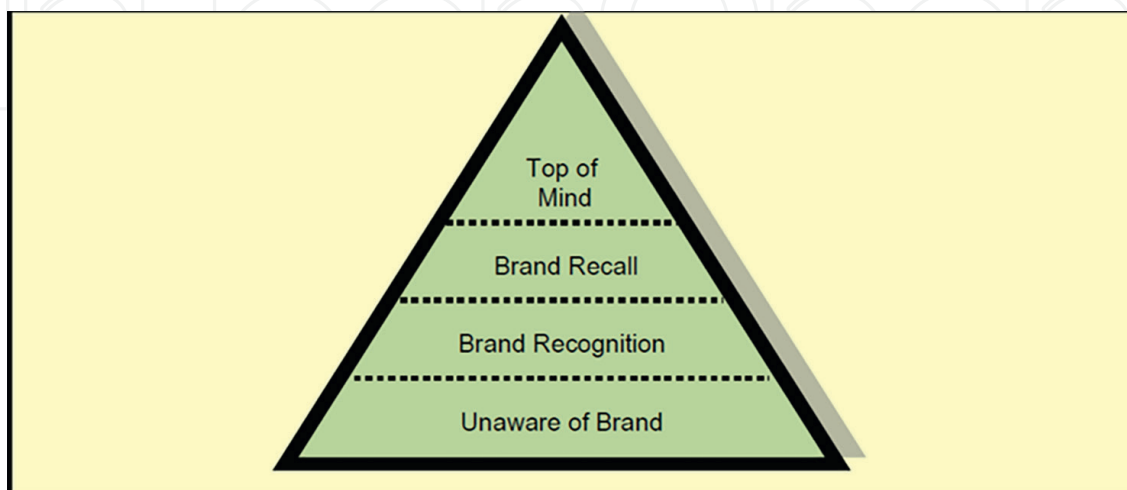 Top of
Mind
Brand Recall
Brand Recognition
Unaware of Brand